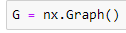 G = nx.Graph()